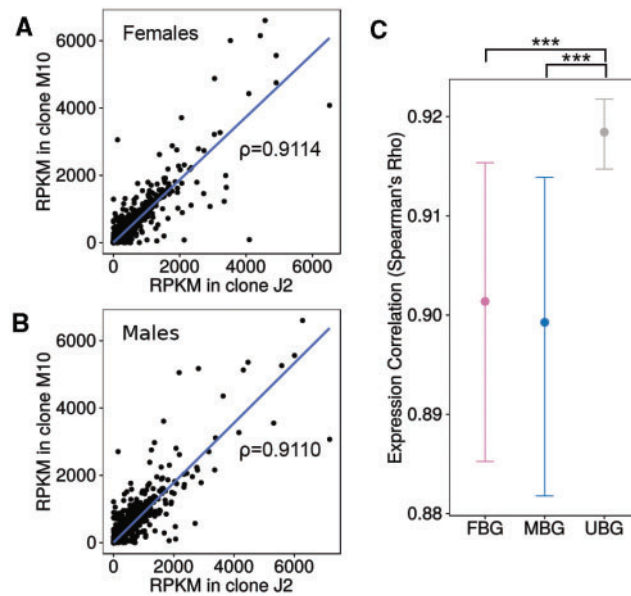 A
Females
RPKM in clone M10
6000
4000
2000
0
ρ=0.9114
0 2000 4000 6000
RPKM in clone J2
B
Males
RPKM in clone M10
6000
4000
2000
0
ρ=0.9110
0 2000 4000 6000
RPKM in clone J2
C
***
***
Expression Correlation (Spearman's Rho)
0.92
0.91
0.90
0.89
0.88
FBG MBG UBG